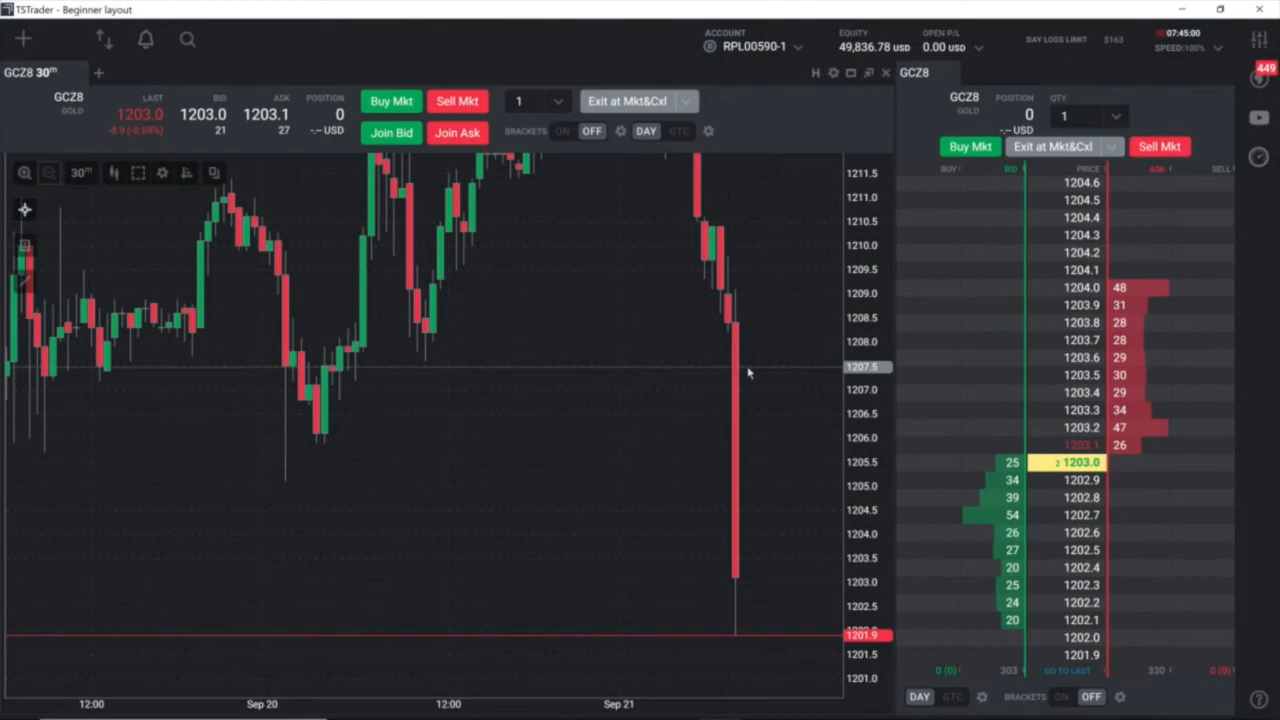 TSTrader - Beginner layout
ACCOUNT
RPL00590-1
EQUITY
49,836.78 USD
OPEN P/L
0.00 USD
DAY LOSS LIMIT
$163
07:45:00
SPEED:100%
GCZ8 30m
GCZ8
449
GCZ8
GOLD
LAST
1203.0
-8.9 (-0.69%)
BID
1203.0
21
ASK
1203.1
27
POSITION
0
-.-- USD
Buy Mkt
Sell Mkt
1
Exit at Mkt&Cxl
Join Bid
Join Ask
BRACKETS
ON
OFF
DAY
GTC
30m
1211.5
1211.0
1210.5
1210.0
1209.5
1209.0
1208.5
1208.0
1207.5
1207.0
1206.5
1206.0
1205.5
1205.0
1204.5
1204.0
1203.5
1203.0
1202.5
1201.9
1201.5
1201.0
12:00
Sep 20
12:00
Sep 21
GCZ8
GOLD
POSITION
0
-.-- USD
QTY.
1
Buy Mkt
Exit at Mkt&Cxl
Sell Mkt
BUY
BID
PRICE
ASK
SELL
1204.6
1204.5
1204.4
1204.3
1204.2
1204.1
1204.0 48
1203.9 31
1203.8 28
1203.7 28
1203.6 29
1203.5 30
1203.4 29
1203.3 34
1203.2 47
1203.1 26
25 2 1203.0
34 1202.9
39 1202.8
54 1202.7
26 1202.6
27 1202.5
20 1202.4
25 1202.3
24 1202.2
20 1202.1
1202.0
1201.9
0 (0)
303
GO TO LAST
330
0 (0)
DAY
GTC
BRACKETS
ON
OFF